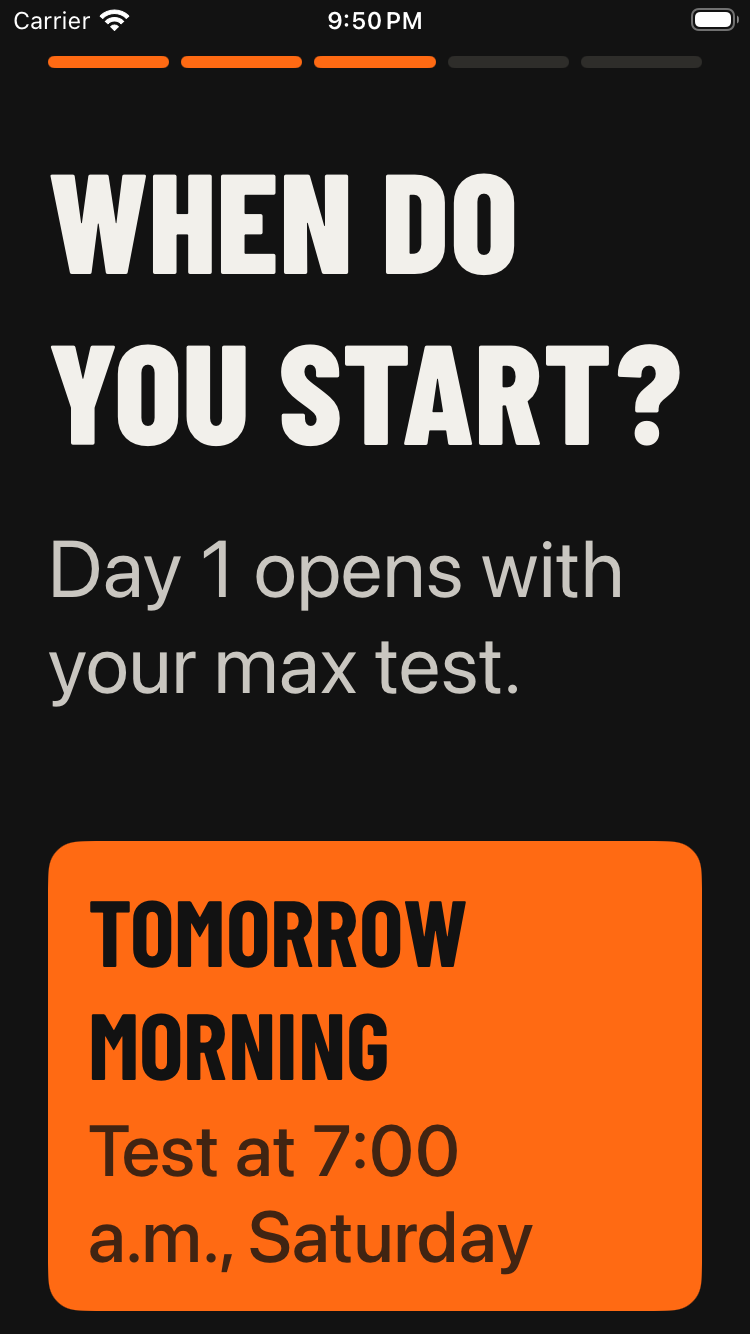 Carrier 9:50 PM
WHEN DO
YOU START?
Day 1 opens with
your max test.
TOMORROW
MORNING
Test at 7:00
a.m., Saturday